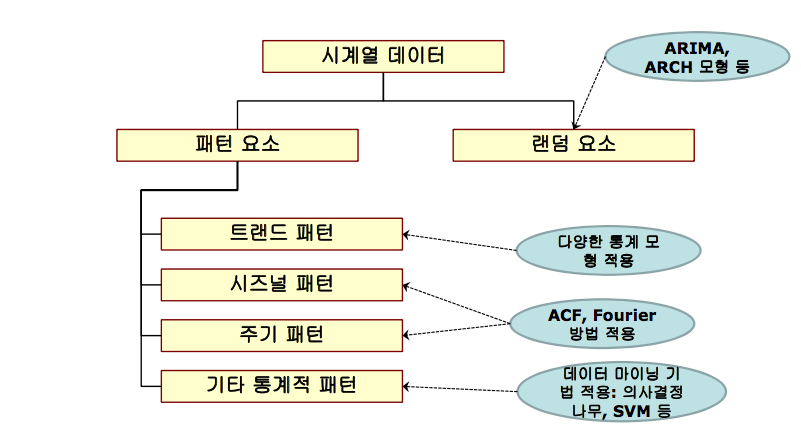 시계열 데이터
ARIMA,
ARCH 모형 등
패턴 요소
랜덤 요소
트랜드 패턴
다양한 통계 모
형 적용
시즈널 패턴
ACF, Fourier
방법 적용
주기 패턴
기타 통계적 패턴
데이터 마이닝 기
법 적용: 의사결정
나무, SVM 등